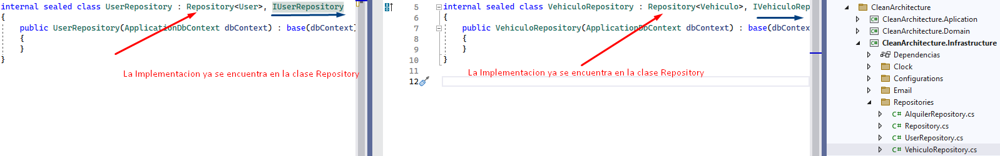 internal sealed class UserRepository : Repository<User>, IUserRepository
{
public UserRepository(ApplicationDbContext dbContext) : base(dbContext)
{
}
}
La Implementacion ya se encuentra en la clase Repository
5 internal sealed class VehiculoRepository : Repository<Vehiculo>, IVehiculoRep
6 {
7 public VehiculoRepository(ApplicationDbContext dbContext) : base(dbContex
8 {
9 }
10 }
11
La Implementacion ya se encuentra en la clase Repository
12
CleanArchitecture
C# CleanArchitecture.Aplication
C# CleanArchitecture.Domain
C# CleanArchitecture.Infrastructure
Dependencias
Clock
Configurations
Email
Repositories
C# AlquilerRepository.cs
C# Repository.cs
C# UserRepository.cs
C# VehiculoRepository.cs